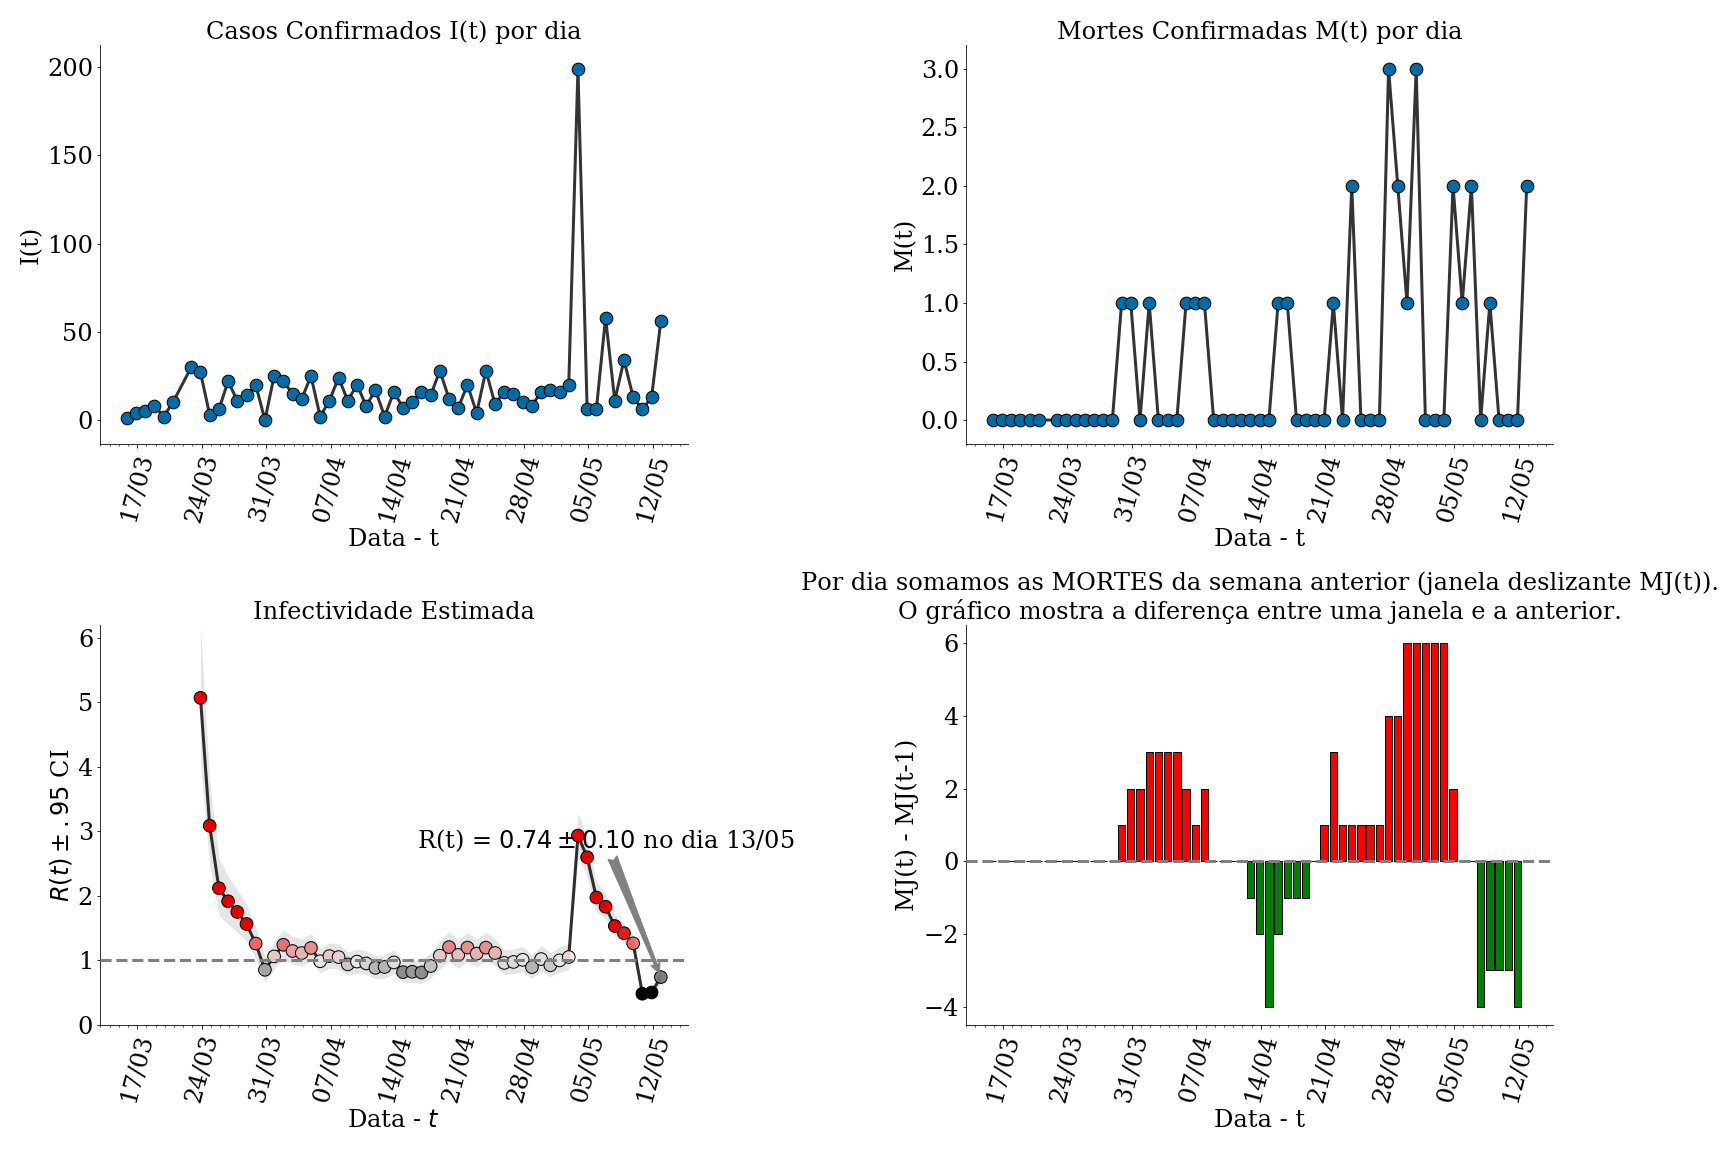 Casos Confirmados I(t) por dia
I(t)
200
150
100
50
0
17/03 24/03 31/03 07/04 14/04 21/04 28/04 05/05 12/05
Data - t
Mortes Confirmadas M(t) por dia
M(t)
3.0
2.5
2.0
1.5
1.0
0.5
0.0
17/03 24/03 31/03 07/04 14/04 21/04 28/04 05/05 12/05
Data - t
Infectividade Estimada
R(t) ± .95 CI
6
5
4
3
2
1
0
R(t) = 0.74 ± 0.10 no dia 13/05
17/03 24/03 31/03 07/04 14/04 21/04 28/04 05/05 12/05
Data - t
Por dia somamos as MORTES da semana anterior (janela deslizante MJ(t)).
O gráfico mostra a diferença entre uma janela e a anterior.
MJ(t) - MJ(t-1)
6
4
2
0
−2
−4
17/03 24/03 31/03 07/04 14/04 21/04 28/04 05/05 12/05
Data - t